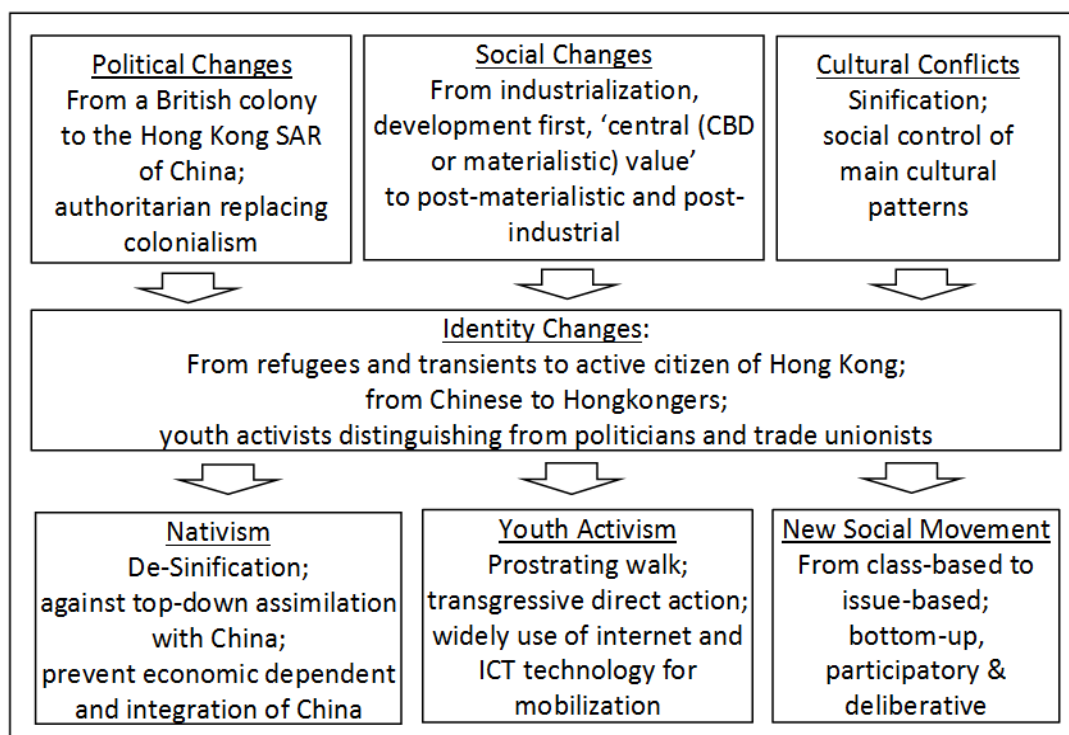 Political Changes
From a British colony
to the Hong Kong SAR
of China;
authoritarian replacing
colonialism
Social Changes
From industrialization,
development first, ‘central (CBD
or materialistic) value’
to post-materialistic and post-
industrial
Cultural Conflicts
Sinification;
social control of
main cultural
patterns
Identity Changes:
From refugees and transients to active citizen of Hong Kong;
from Chinese to Hongkongers;
youth activists distinguishing from politicians and trade unionists
Nativism
De-Sinification;
against top-down assimilation
with China;
prevent economic dependent
and integration of China
Youth Activism
Prostrating walk;
transgressive direct action;
widely use of internet and
ICT technology for
mobilization
New Social Movement
From class-based to
issue-based;
bottom-up,
participatory &
deliberative